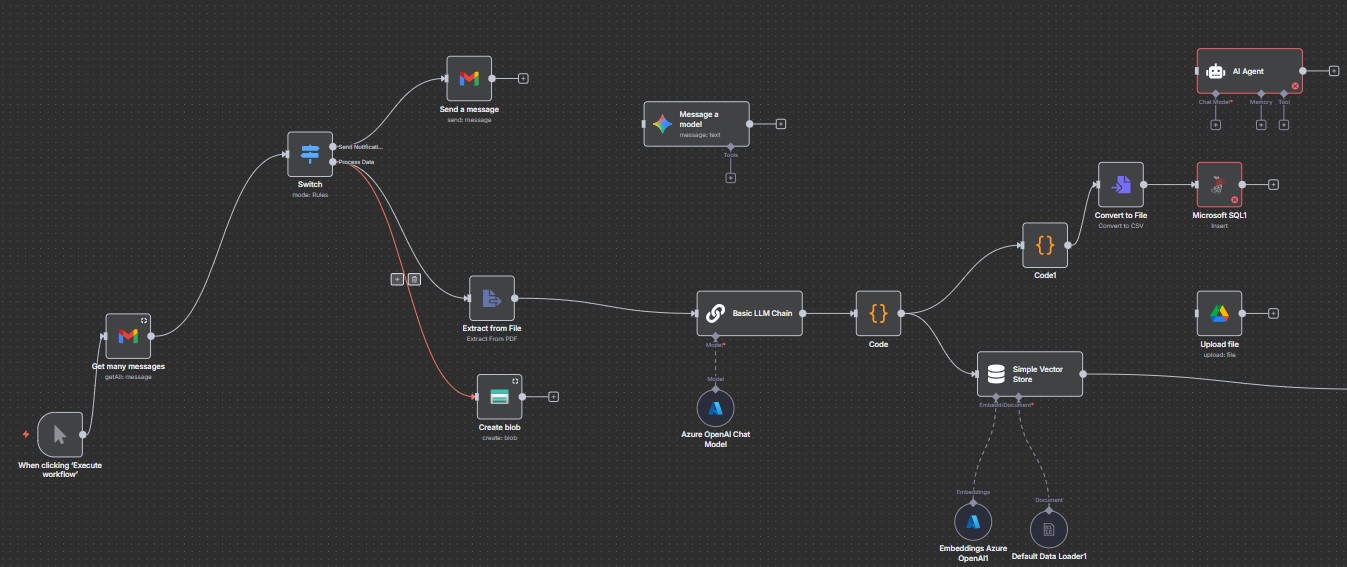 AI Agent
Chat Model*
Memory
Tool
Send a message
send: message
Message a
model
message: text
Tools
Send Notificati...
Process Data
Switch
mode: Rules
Convert to File
Convert to CSV
Microsoft SQL1
Insert
Code1
Extract from File
Extract From PDF
Basic LLM Chain
Model*
Code
Upload file
upload: file
Get many messages
getAll: message
Simple Vector
Store
Embeddi
Document*
Create blob
create: blob
Model
Azure OpenAI Chat
Model
When clicking 'Execute
workflow'
Embeddings
Document
Embeddings Azure
OpenAI1
Default Data Loader1